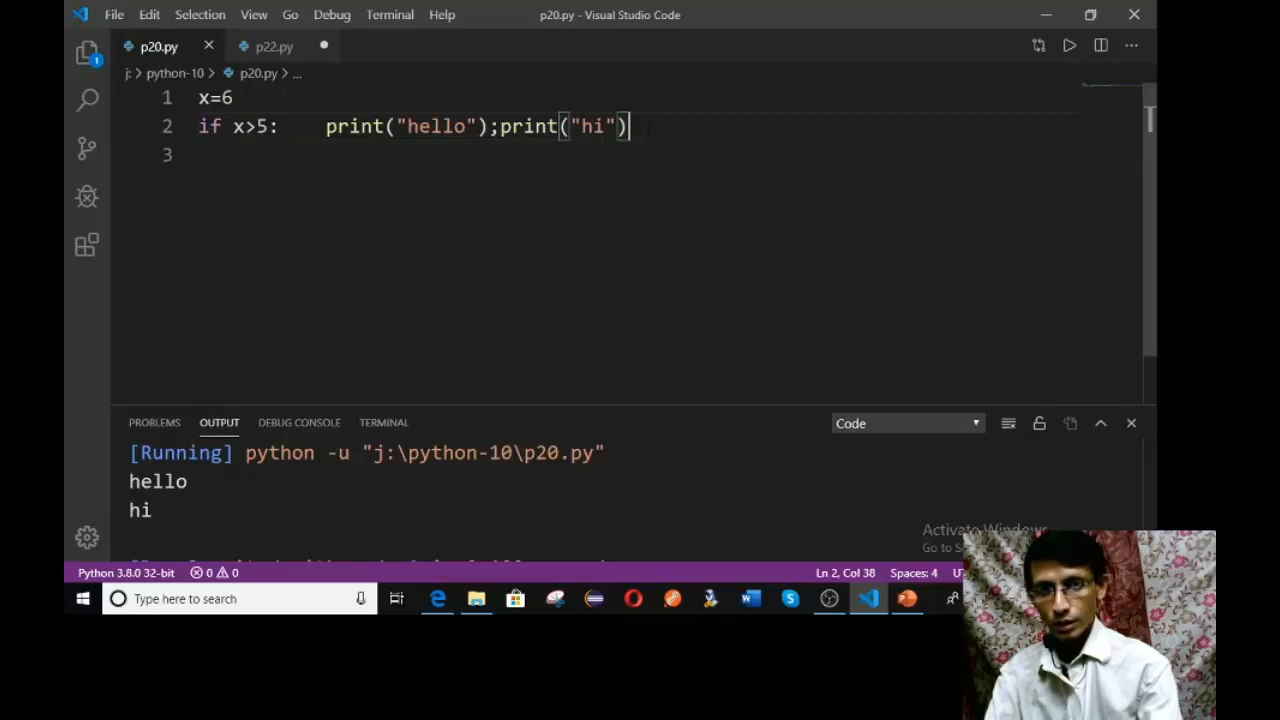 File Edit Selection View Go Debug Terminal Help p20.py - Visual Studio Code
p20.py p22.py
j: > python-10 > p20.py > ...
1 x=6
2 if x>5:    print("hello");print("hi")
3
PROBLEMS OUTPUT DEBUG CONSOLE TERMINAL Code
[Running] python -u "j:\python-10\p20.py"
hello
hi
Activate Windows
Go to
Python 3.8.0 32-bit 0 0 Ln 2, Col 38 Spaces: 4
Type here to search